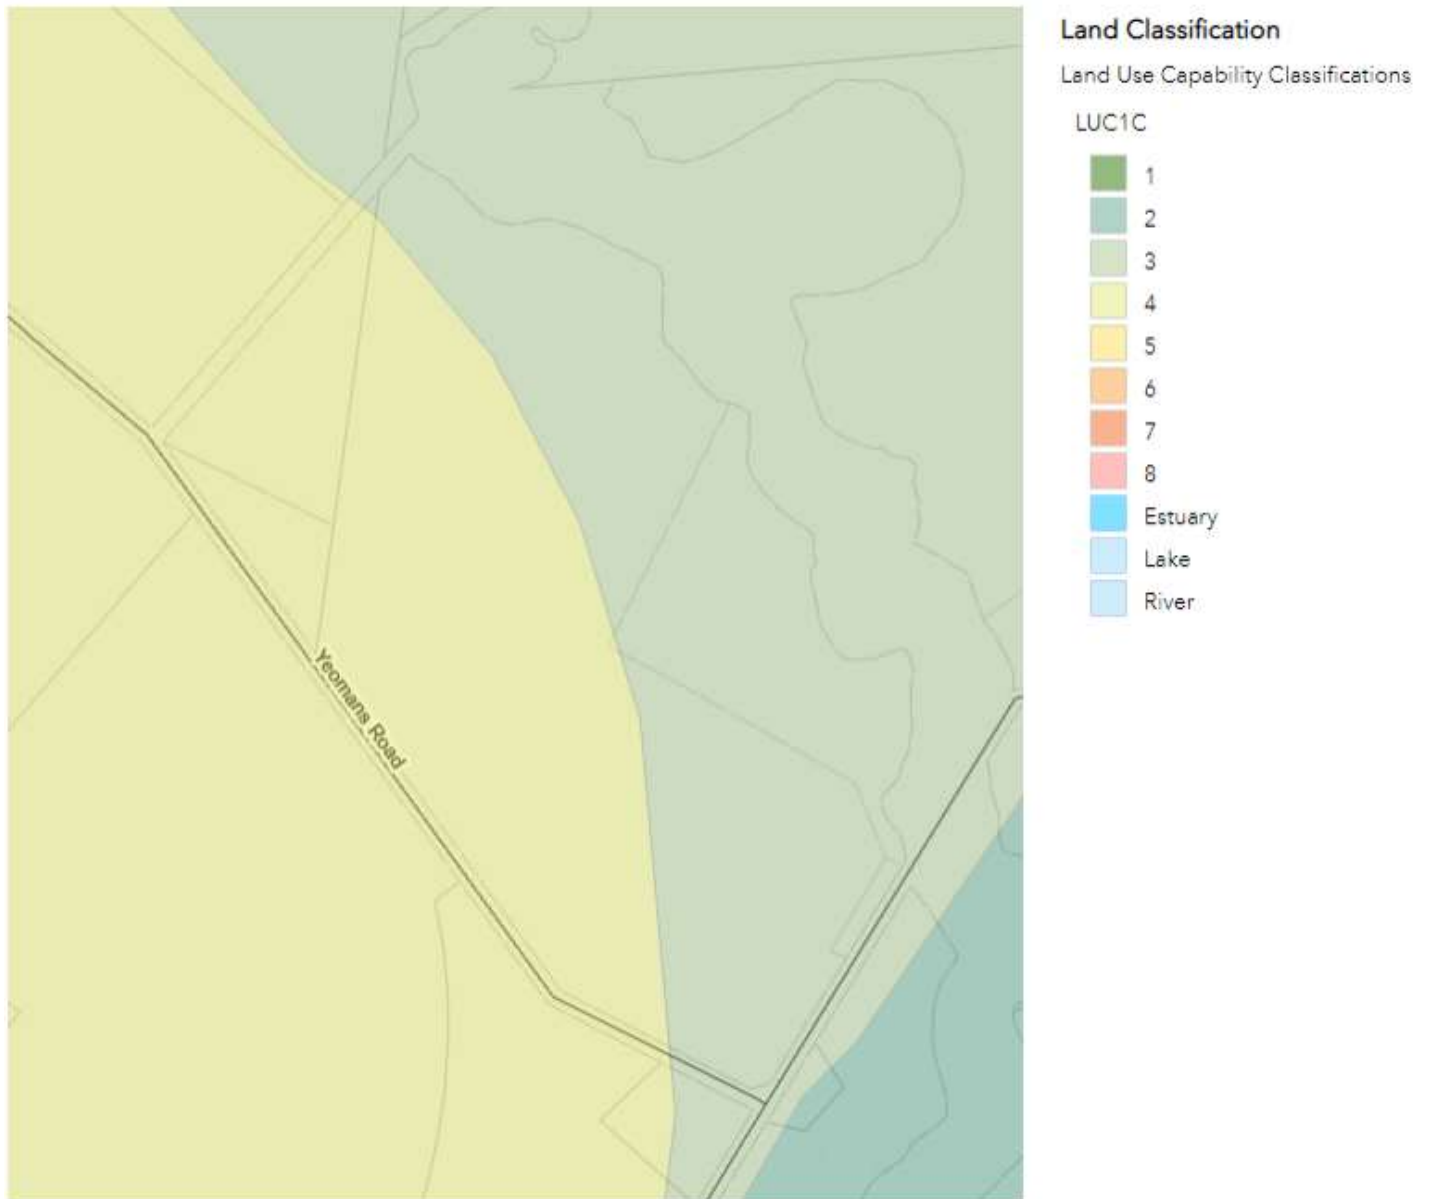 Land Classification
Land Use Capability Classifications
LUC1C
1
2
3
4
5
6
7
8
Estuary
Lake
River
Yeomans Road